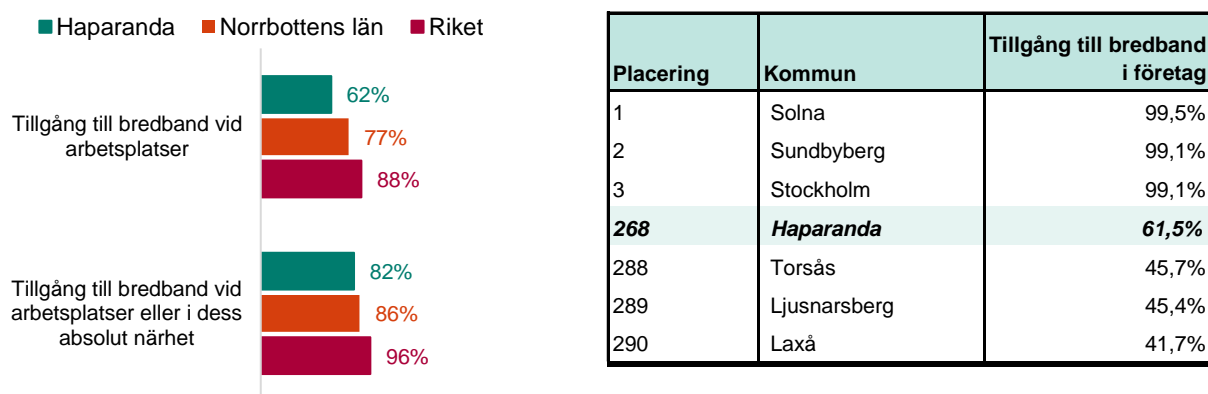 Haparanda Norrbottens län Riket
Tillgång till bredband vid
arbetsplatser
62%
77%
88%
Tillgång till bredband vid
arbetsplatser eller i dess
absolut närhet
82%
86%
96%
Placering Kommun Tillgång till bredband i företag
1 Solna 99,5%
2 Sundbyberg 99,1%
3 Stockholm 99,1%
268 Haparanda 61,5%
288 Torsås 45,7%
289 Ljusnarsberg 45,4%
290 Laxå 41,7%